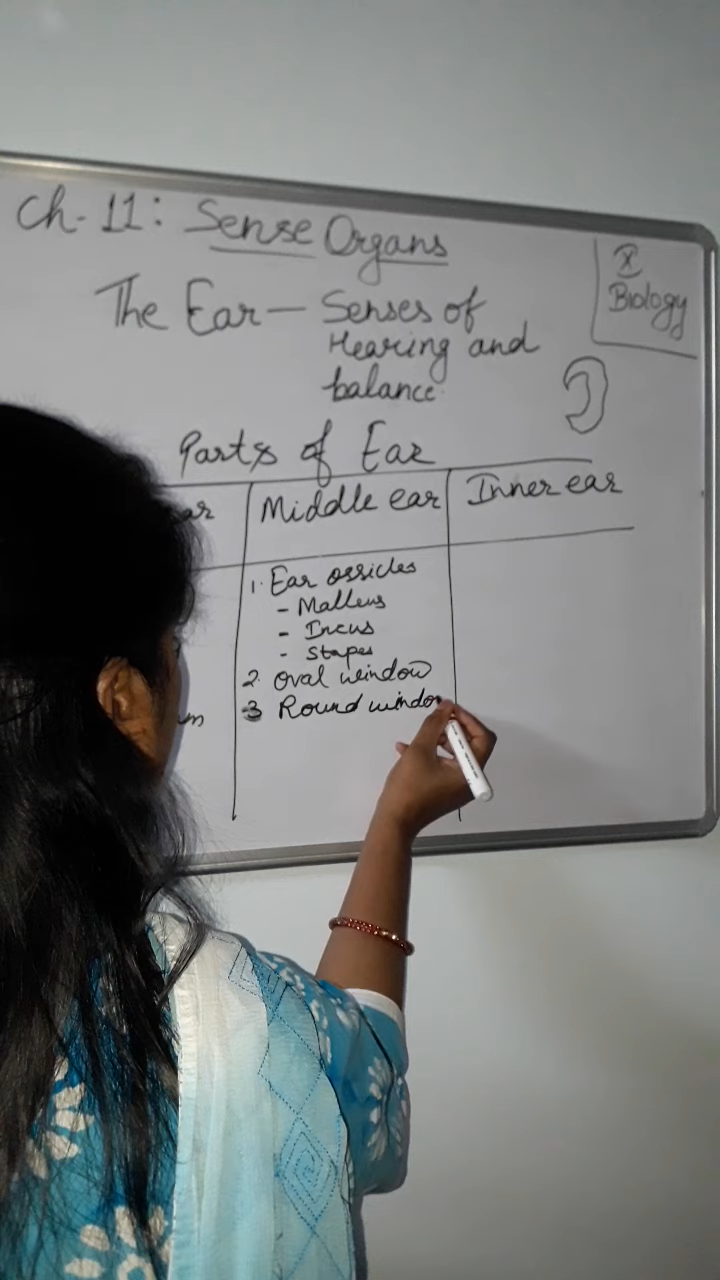 Ch- 11: Sense Organs
X
Biology
The Ear — Senses of
Hearing and
balance
Parts of Ear
ar
Middle ear
Inner ear
1. Ear ossicles
- Malleus
- Incus
- Stapes
2. Oval window
3 Round windo
m